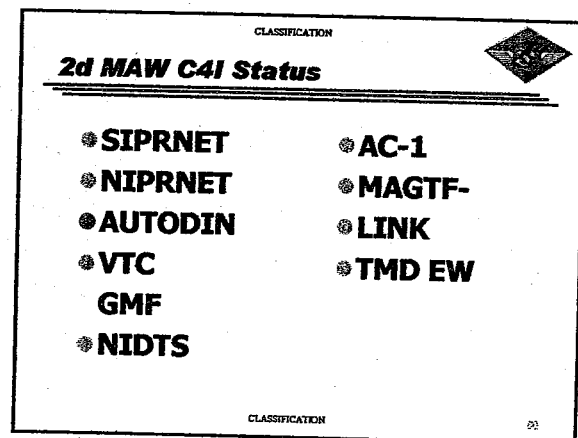 CLASSIFICATION
2d MAW C4I Status
SIPRNET
NIPRNET
AUTODIN
VTC
GMF
NIDTS
AC-1
MAGTF-
LINK
TMD EW
CLASSIFICATION